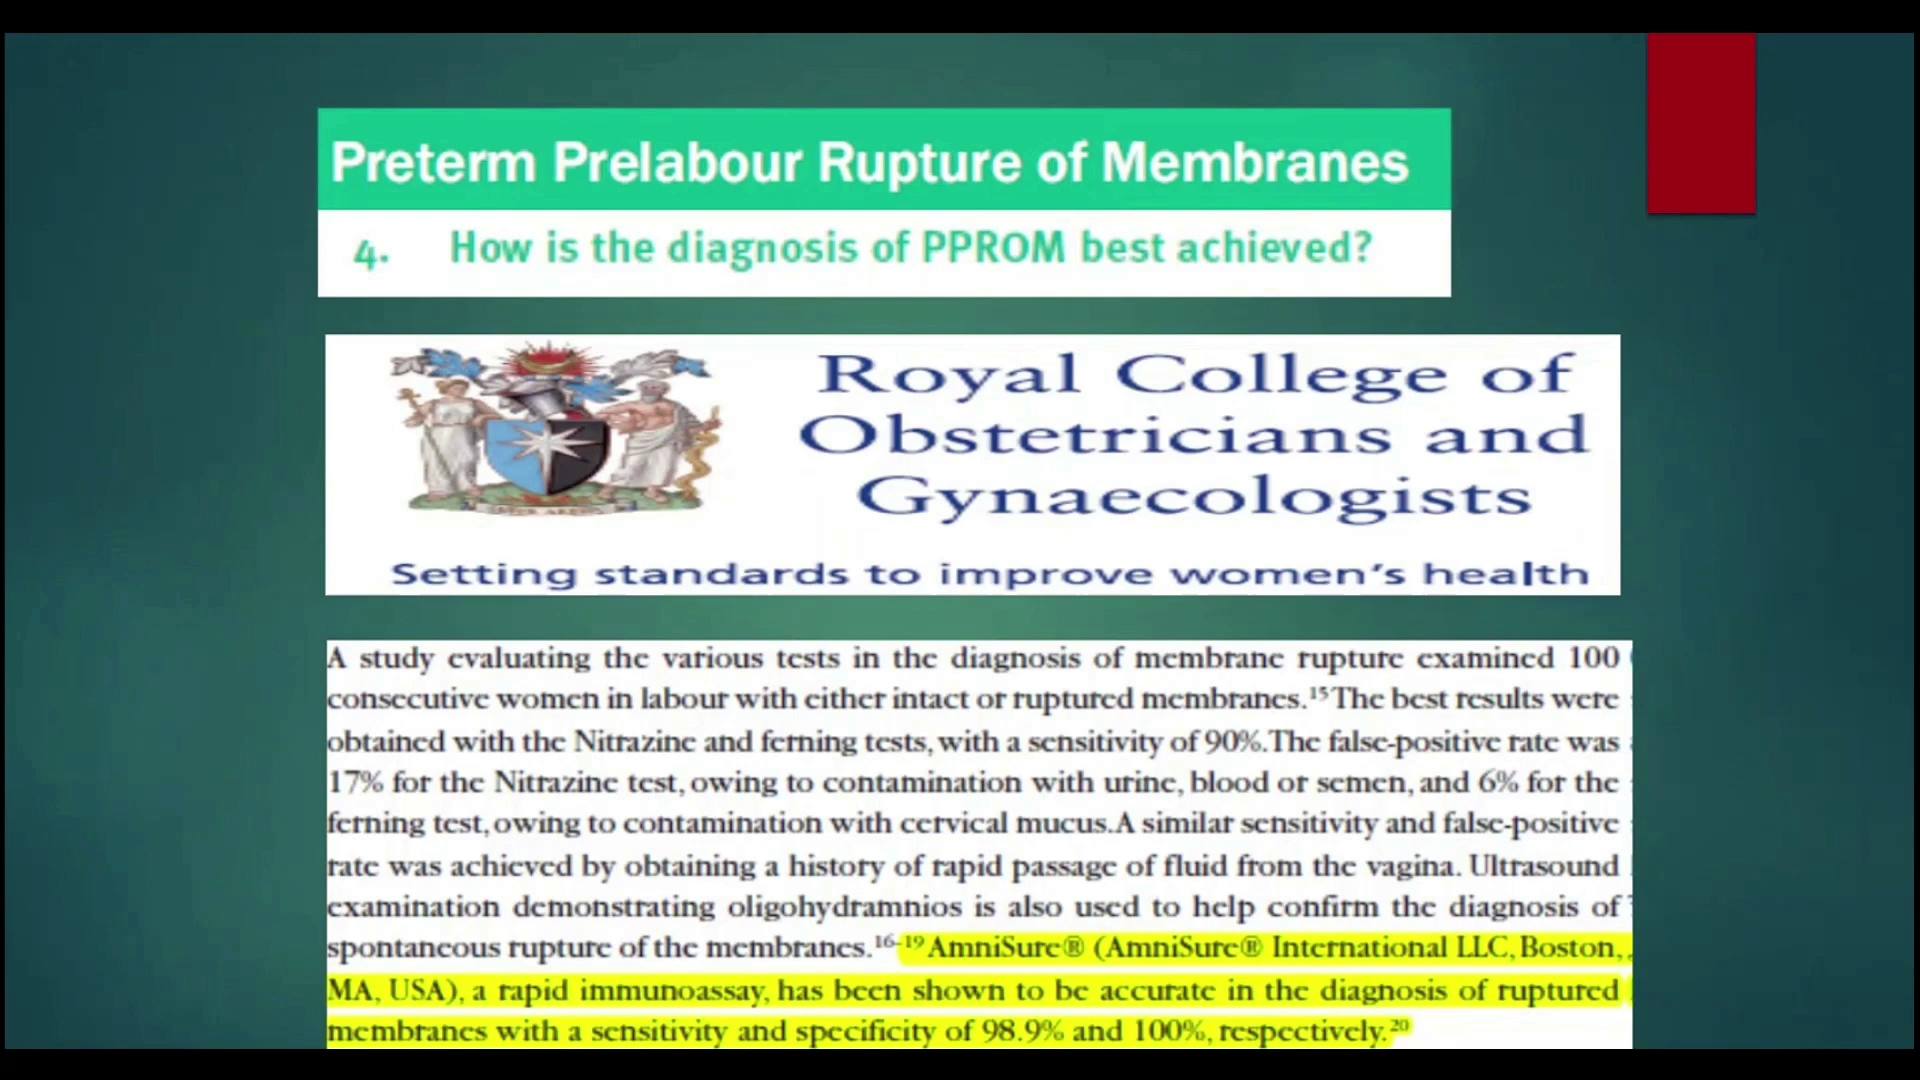 Preterm Prelabour Rupture of Membranes
4. How is the diagnosis of PPROM best achieved?
Royal College of
Obstetricians and
Gynaecologists
Setting standards to improve women's health
A study evaluating the various tests in the diagnosis of membrane rupture examined 100
consecutive women in labour with either intact or ruptured membranes.15 The best results were
obtained with the Nitrazine and ferning tests, with a sensitivity of 90%. The false-positive rate was
17% for the Nitrazine test, owing to contamination with urine, blood or semen, and 6% for the
ferning test, owing to contamination with cervical mucus. A similar sensitivity and false-positive
rate was achieved by obtaining a history of rapid passage of fluid from the vagina. Ultrasound
examination demonstrating oligohydramnios is also used to help confirm the diagnosis of
spontaneous rupture of the membranes.16-19 AmniSure® (AmniSure® International LLC, Boston,
MA, USA), a rapid immunoassay, has been shown to be accurate in the diagnosis of ruptured
membranes with a sensitivity and specificity of 98.9% and 100%, respectively.20